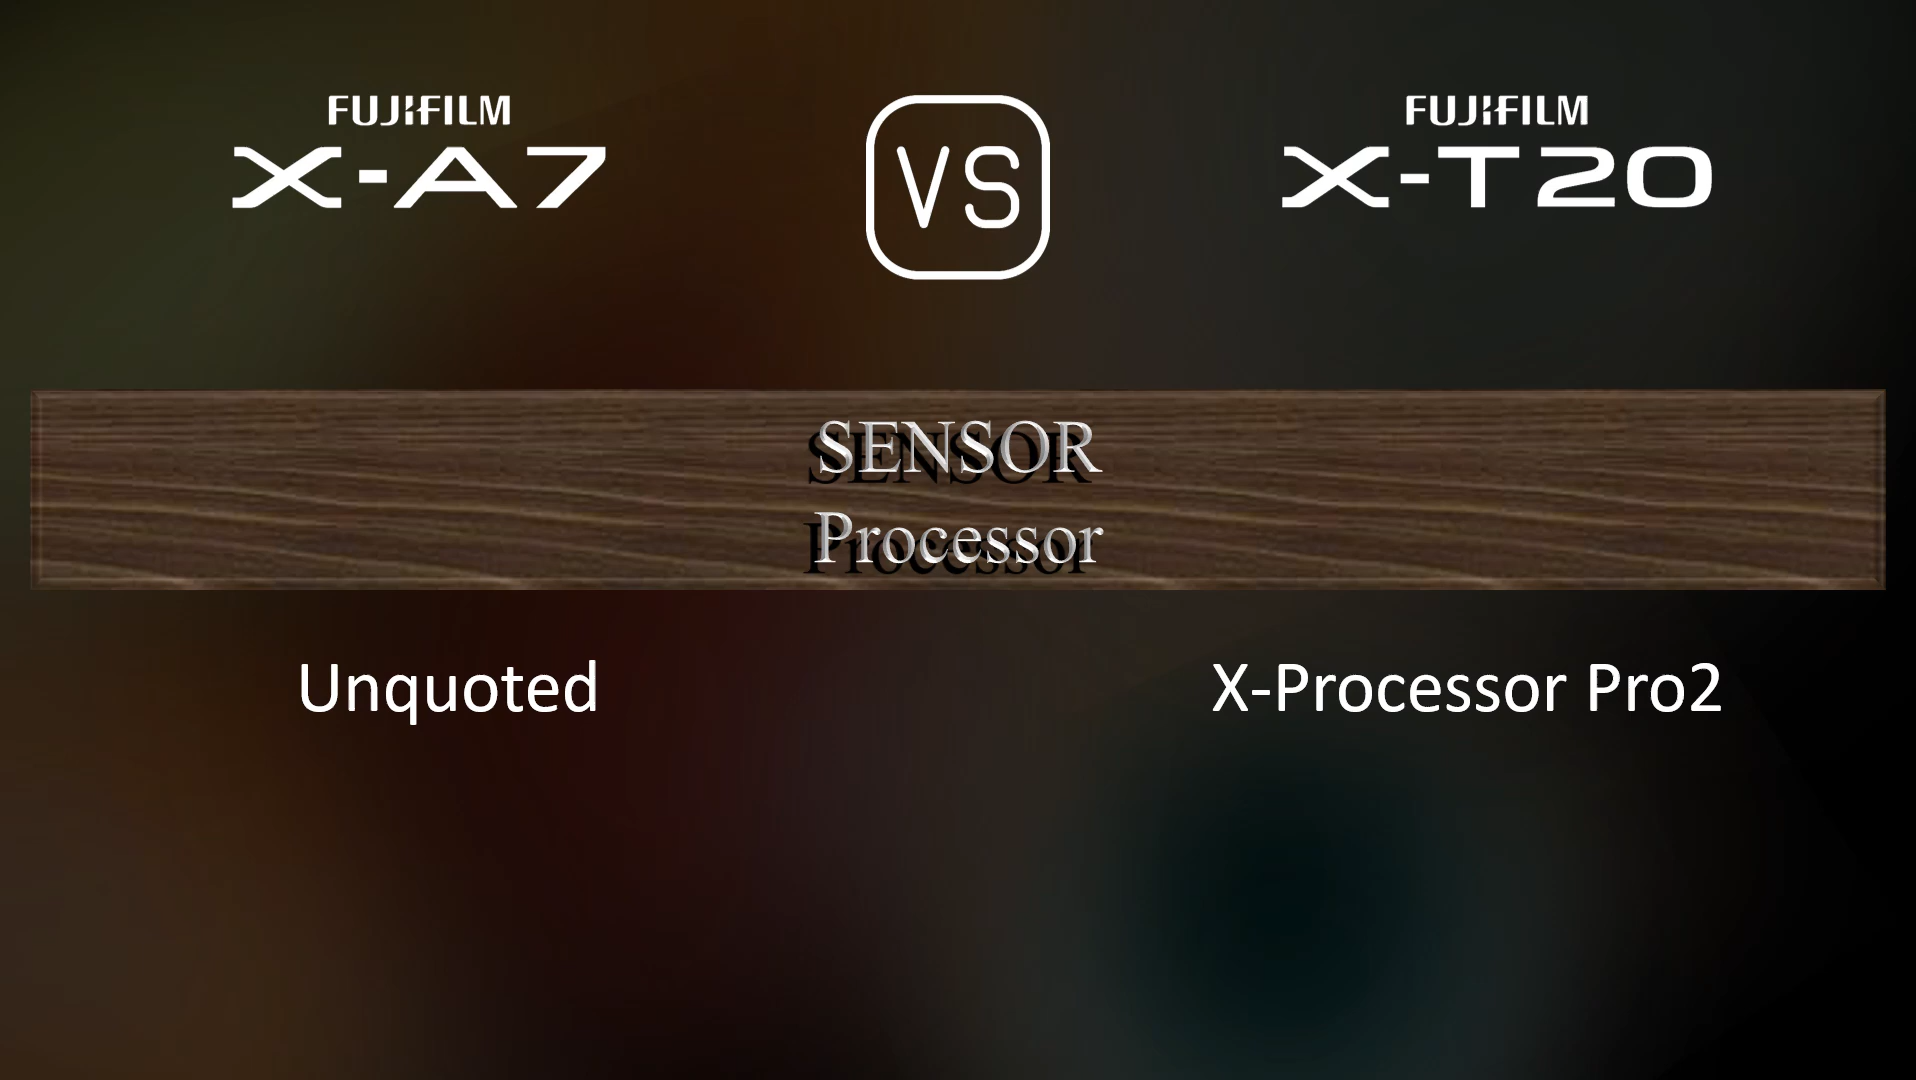 FUJIFILM
X-A7
VS
FUJIFILM
X-T20
SENSOR
Processor
Unquoted
X-Processor Pro2